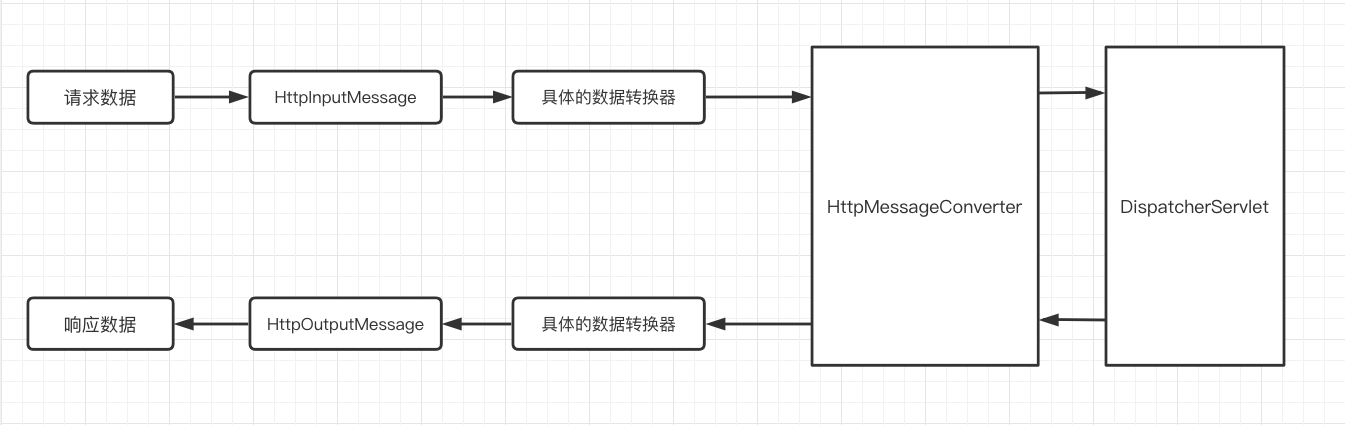 请求数据
HttpInputMessage
具体的数据转换器
HttpMessageConverter
DispatcherServlet
响应数据
HttpOutputMessage
具体的数据转换器